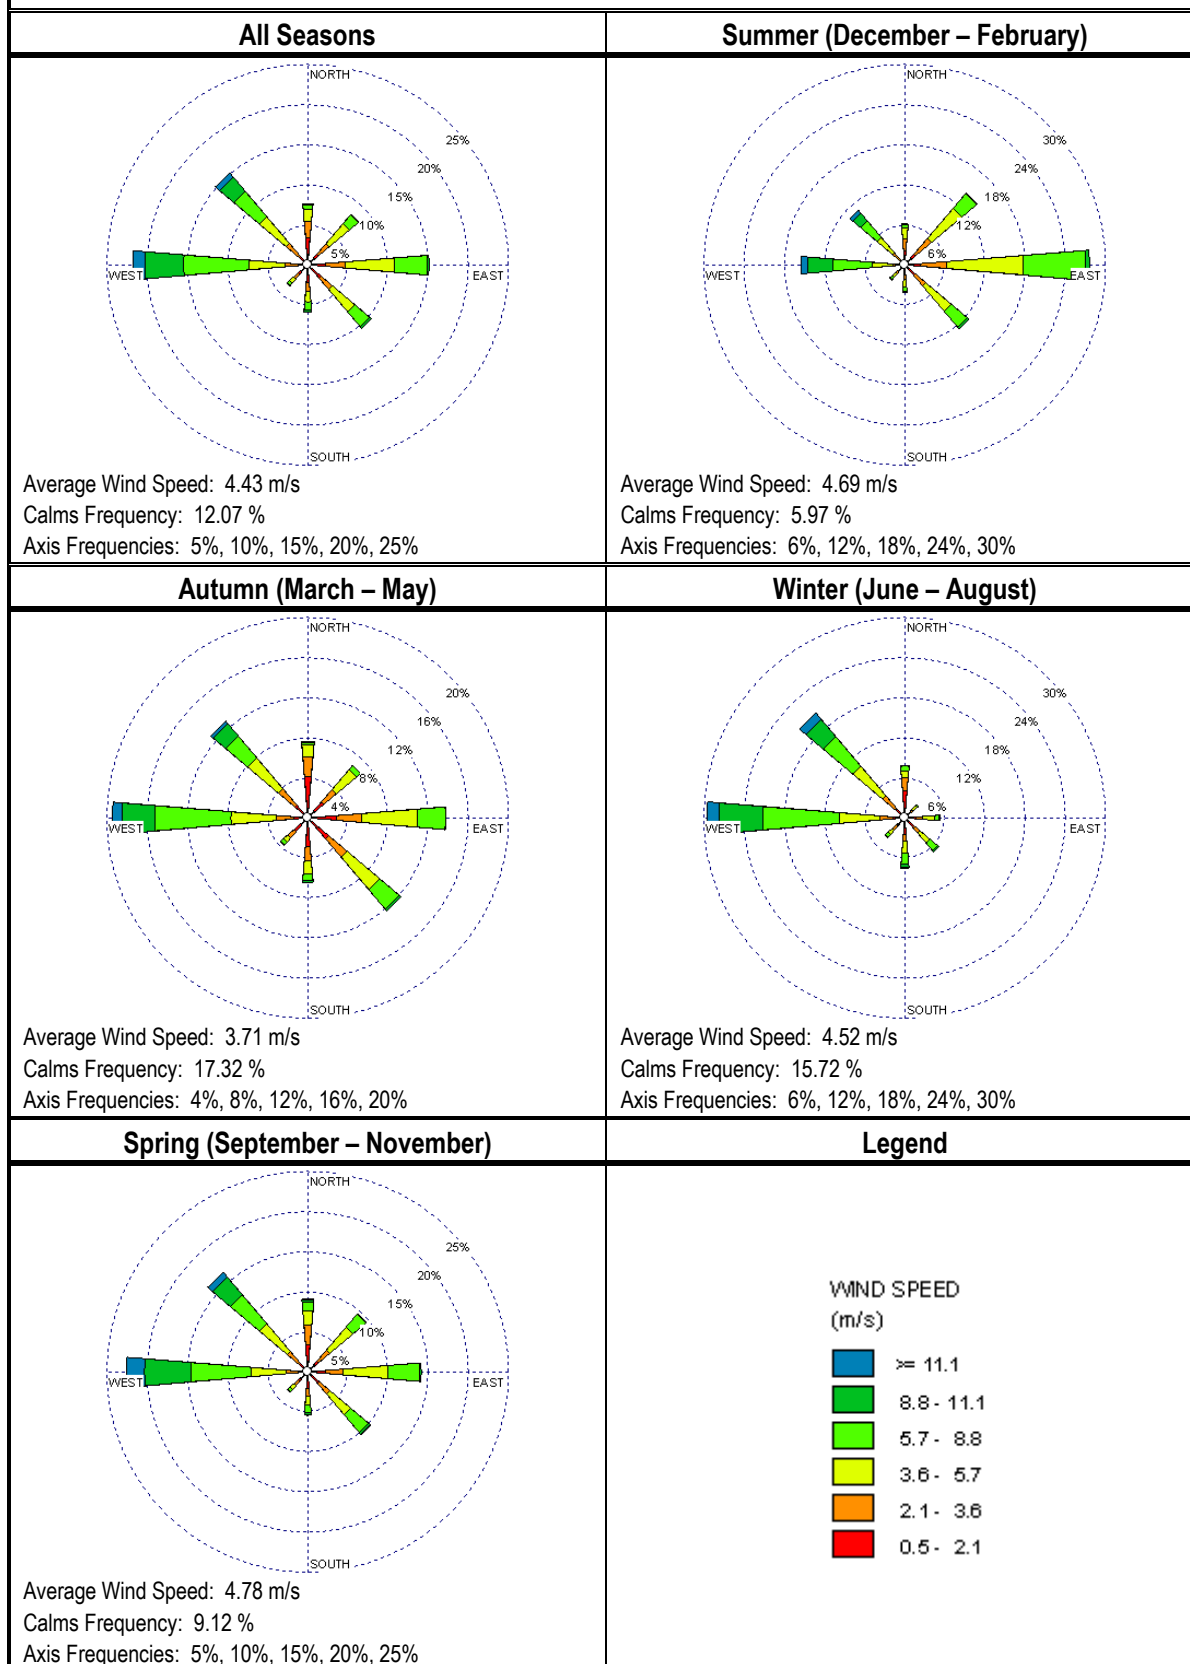 All Seasons
Summer (December – February)
NORTH
25%
20%
15%
10%
5%
WEST
EAST
SOUTH
NORTH
30%
24%
18%
12%
6%
WEST
EAST
SOUTH
Average Wind Speed: 4.43 m/s
Calms Frequency: 12.07 %
Axis Frequencies: 5%, 10%, 15%, 20%, 25%
Average Wind Speed: 4.69 m/s
Calms Frequency: 5.97 %
Axis Frequencies: 6%, 12%, 18%, 24%, 30%
Autumn (March – May)
Winter (June – August)
NORTH
20%
16%
12%
8%
4%
WEST
EAST
SOUTH
NORTH
30%
24%
18%
12%
6%
WEST
EAST
SOUTH
Average Wind Speed: 3.71 m/s
Calms Frequency: 17.32 %
Axis Frequencies: 4%, 8%, 12%, 16%, 20%
Average Wind Speed: 4.52 m/s
Calms Frequency: 15.72 %
Axis Frequencies: 6%, 12%, 18%, 24%, 30%
Spring (September – November)
Legend
NORTH
25%
20%
15%
10%
5%
WEST
EAST
SOUTH
Average Wind Speed: 4.78 m/s
Calms Frequency: 9.12 %
Axis Frequencies: 5%, 10%, 15%, 20%, 25%
WIND SPEED
(m/s)
>= 11.1
8.8 - 11.1
5.7 - 8.8
3.6 - 5.7
2.1 - 3.6
0.5 - 2.1